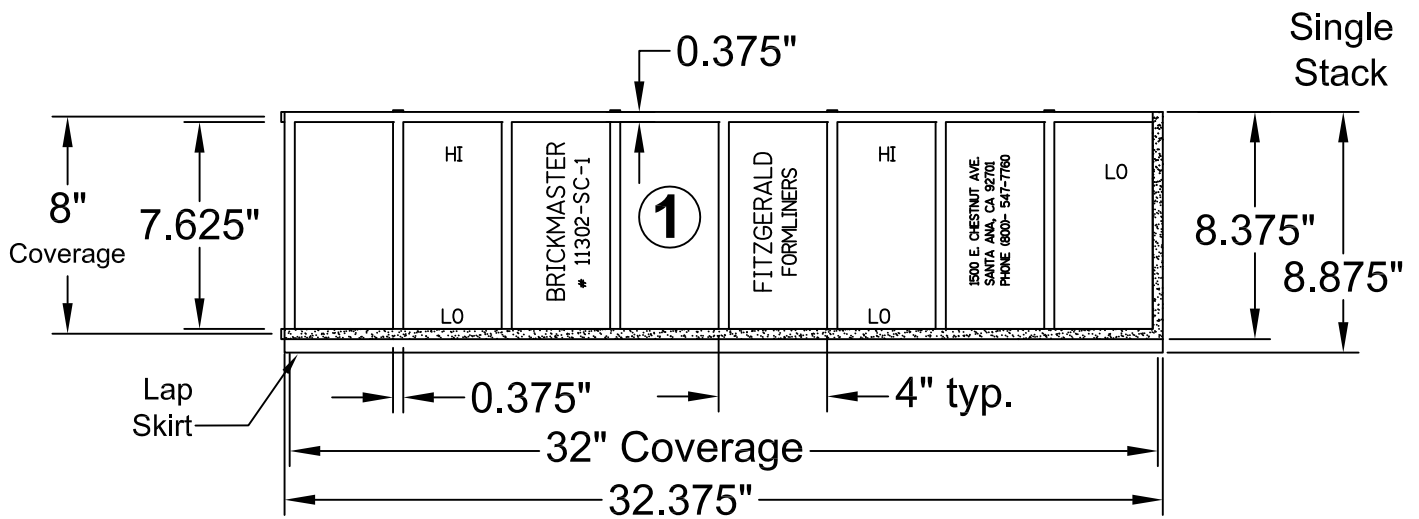 Single
Stack
0.375"
8"
Coverage
7.625"
HI
LO
BRICKMASTER
# 11302-SC-1
1
FITZGERALD
FORMLINERS
HI
LO
1500 E. CHESTNUT AVE.
SANTA ANA, CA 92701
PHONE (800)- 547-7760
LO
8.375"
8.875"
Lap
Skirt
0.375"
4" typ.
32" Coverage
32.375"